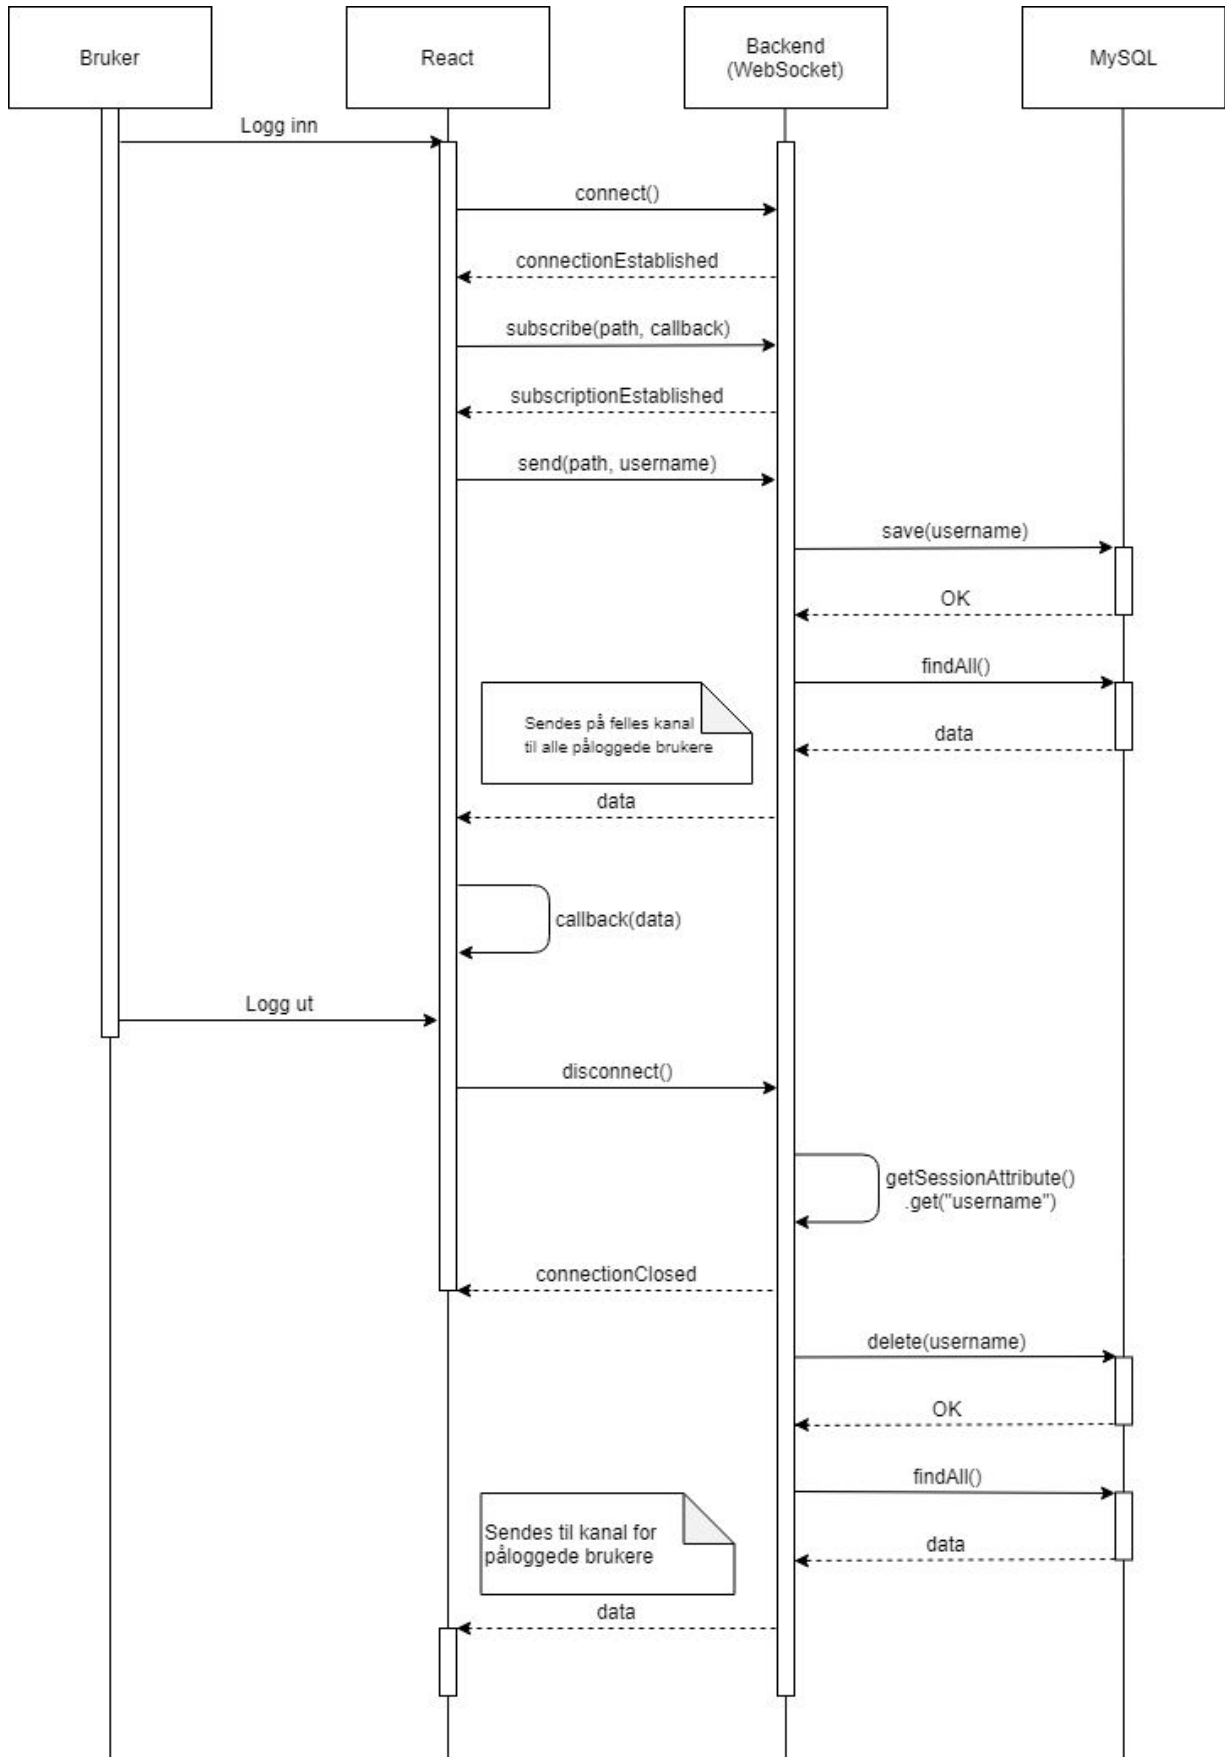 Bruker
React
Backend
(WebSocket)
MySQL
Logg inn
connect()
connectionEstablished
subscribe(path, callback)
subscriptionEstablished
send(path, username)
save(username)
OK
findAll()
Sendes på felles kanal
til alle påloggede brukere
data
data
callback(data)
Logg ut
disconnect()
getSessionAttribute()
.get("username")
connectionClosed
delete(username)
OK
findAll()
Sendes til kanal for
påloggede brukere
data
data